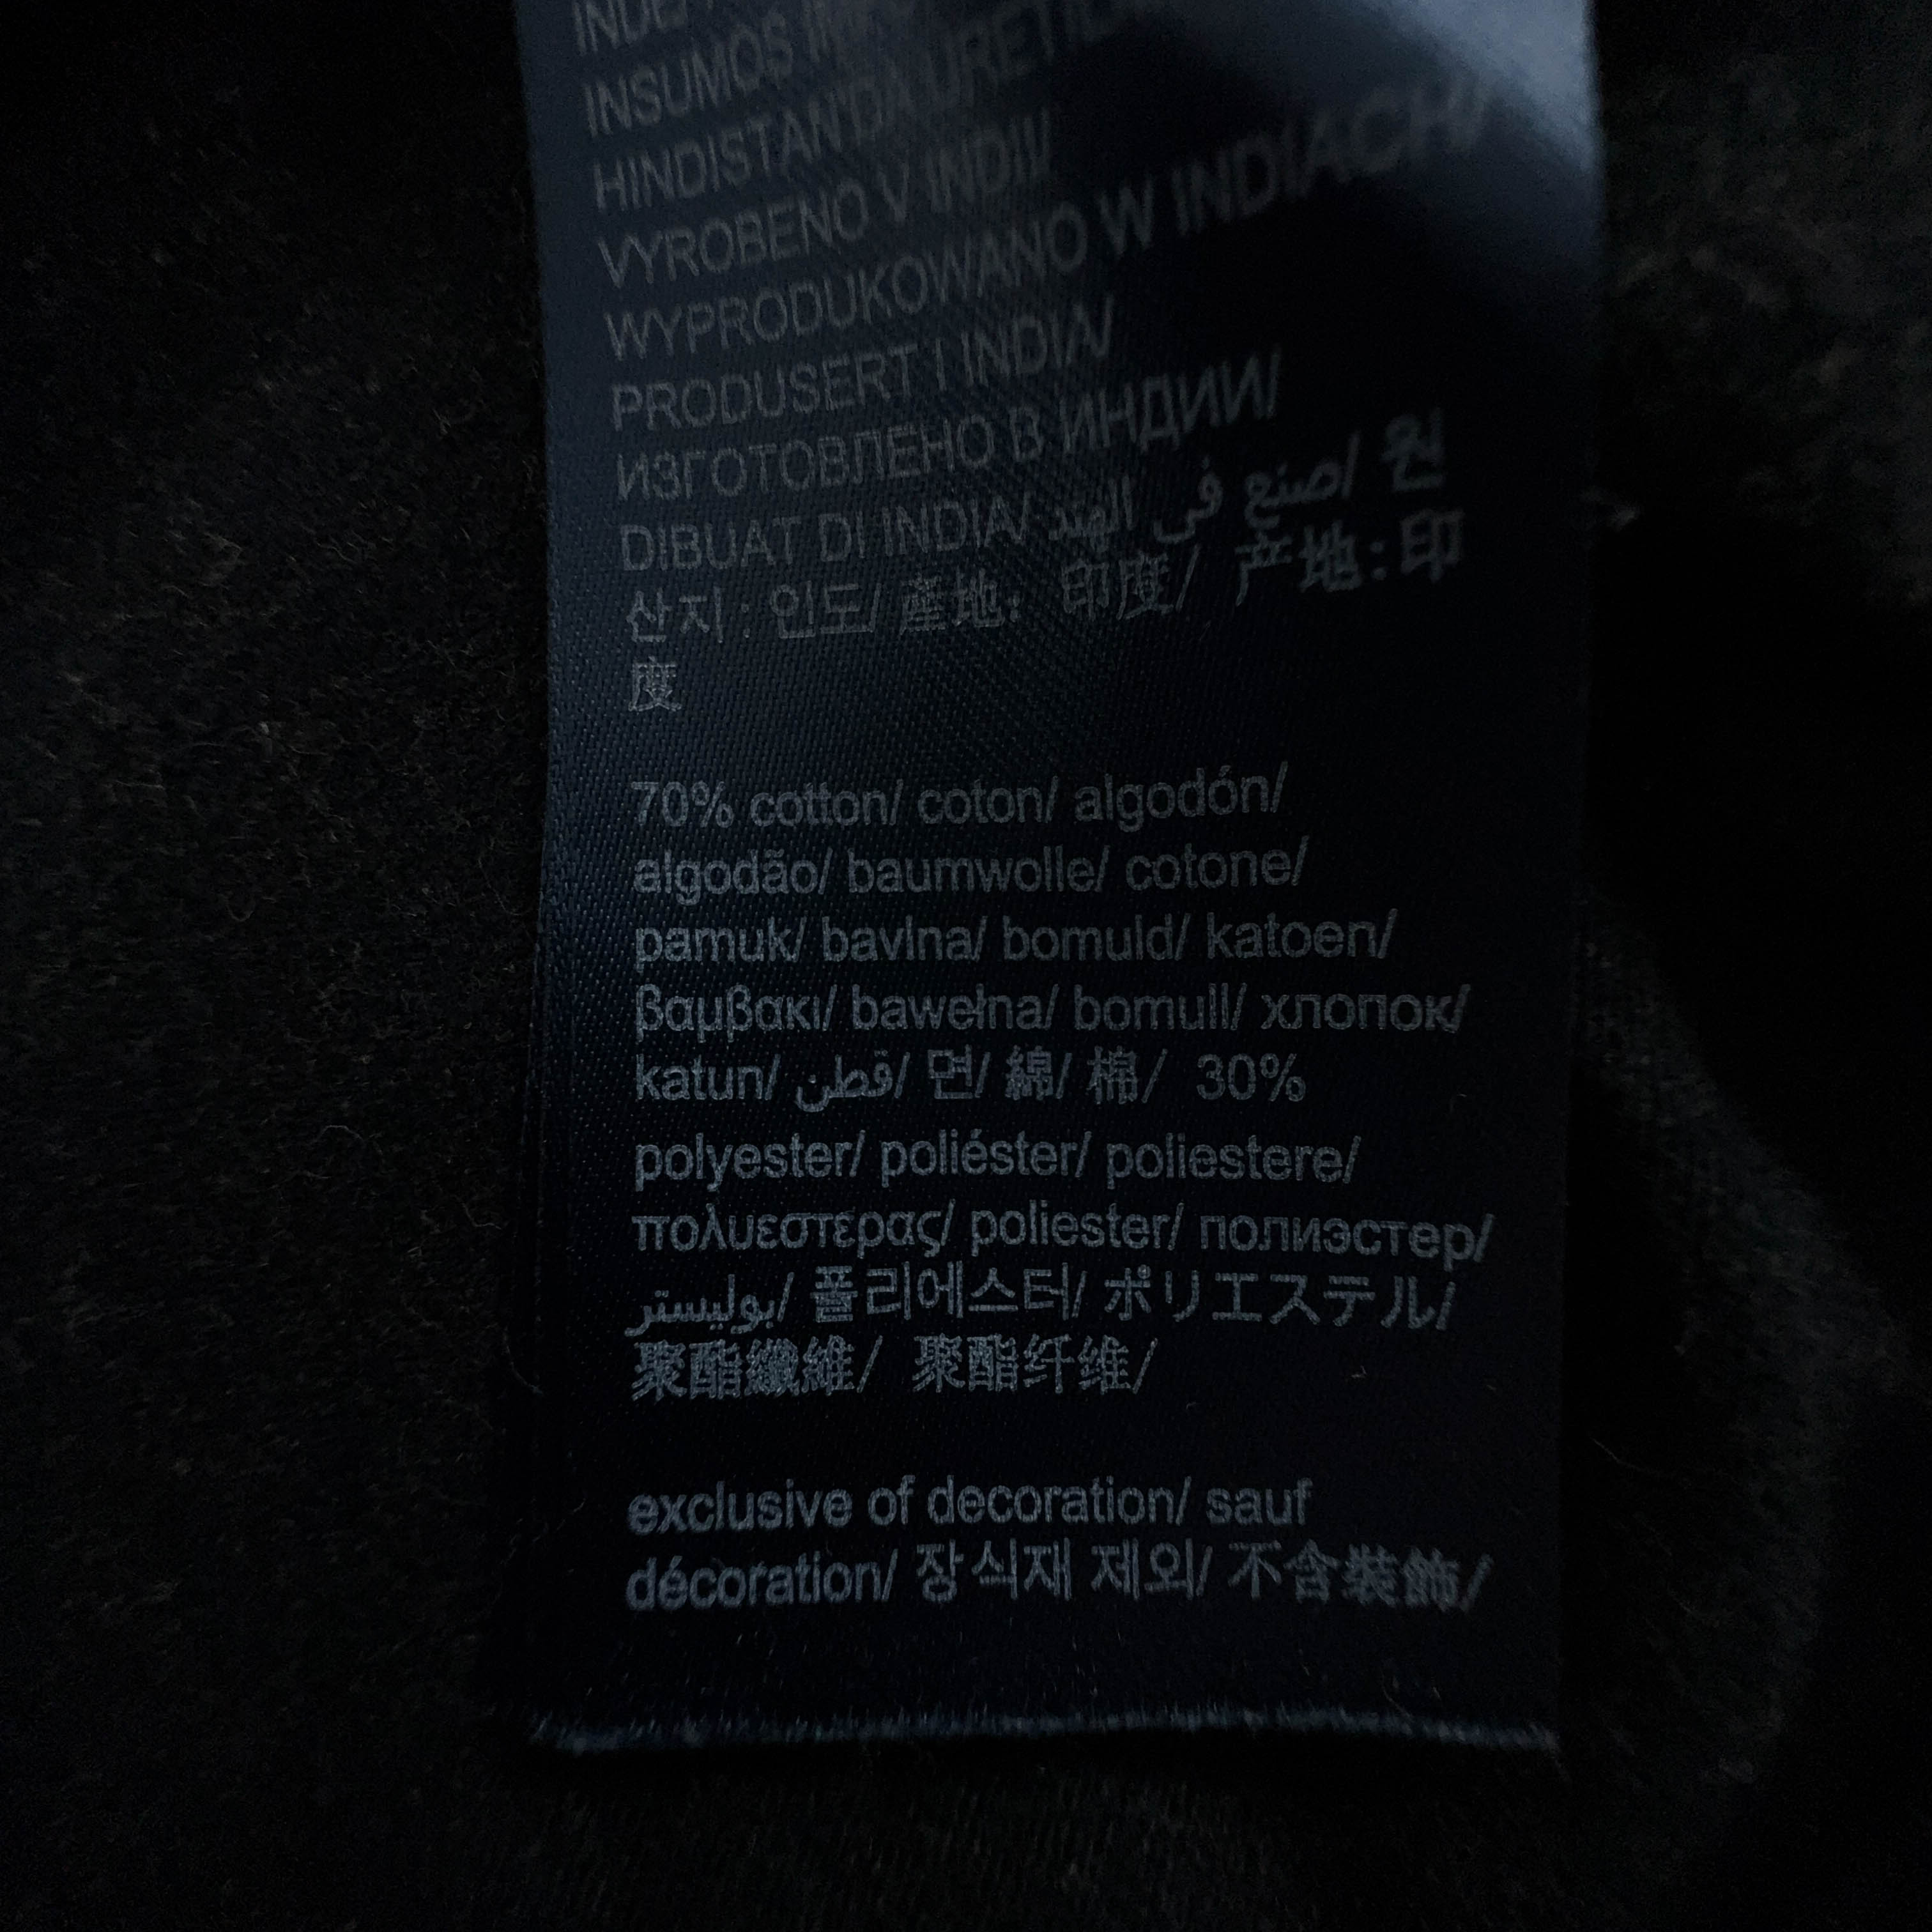 INSUMOS
HINDISTAN'DA URETIL
VYROBENO V INDII/
WYPRODUKOWANO W INDIACH/
PRODUSERT I INDIA/
ИЗГОТОВЛЕНО В ИНДИИ/
DIBUAT DI INDIA/ صنع في الهند/ 원
산지 : 인도/ 產地: 印度/ 产地:印
度
70% cotton/ coton/ algodón/
algodão/ baumwolle/ cotone/
pamuk/ bavlna/ bomuld/ katoen/
βαμβακι/ bawełna/ bomull/ хлопок/
katun/ قطن/ 면/ 綿/ 棉/ 30%
polyester/ poliéster/ poliestere/
πολυεστερας/ poliester/ полиэстер/
بوليستر/ 폴리에스터/ ポリエステル/
聚酯纖維/ 聚酯纤维/
exclusive of decoration/ sauf
décoration/ 장식재 제외/ 不含裝飾/